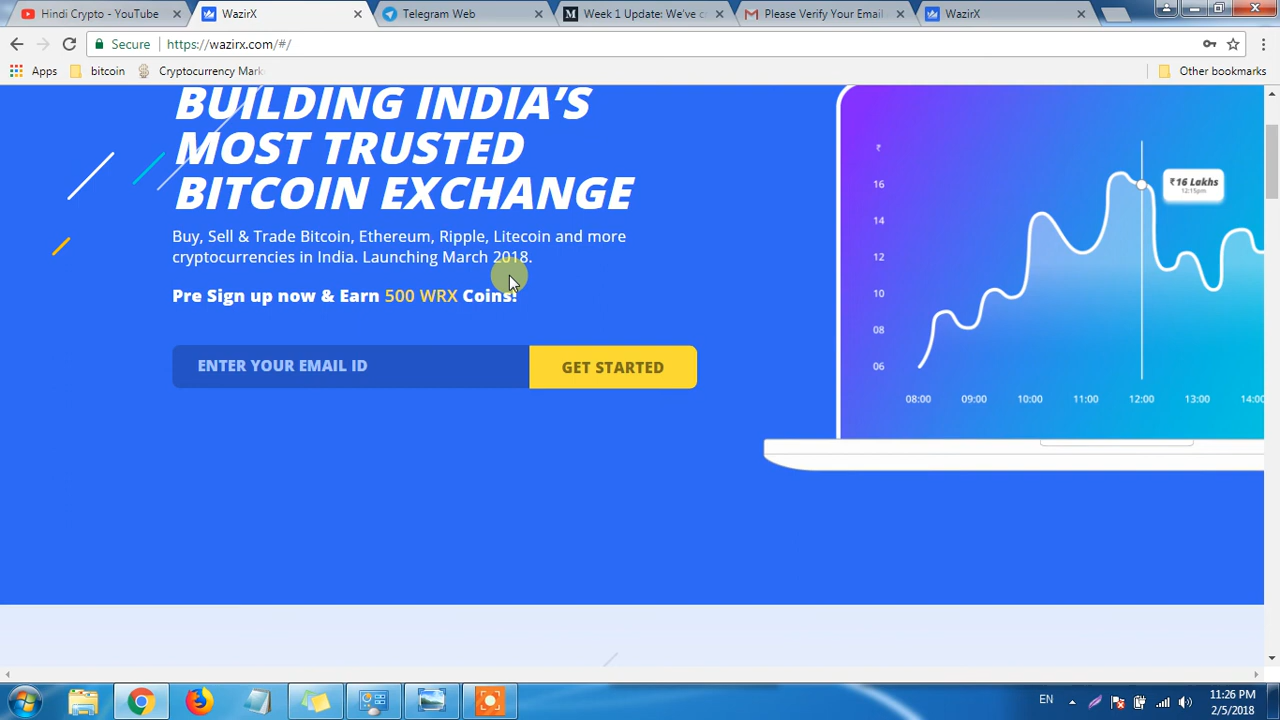 Hindi Crypto - YouTube
WazirX
Telegram Web
Week 1 Update: We've c
Please Verify Your Email
WazirX
Secure
https://wazirx.com/#/
Apps
bitcoin
Cryptocurrency Mark
Other bookmarks
BUILDING INDIA'S
MOST TRUSTED
BITCOIN EXCHANGE
Buy, Sell & Trade Bitcoin, Ethereum, Ripple, Litecoin and more
cryptocurrencies in India. Launching March 2018.
Pre Sign up now & Earn 500 WRX Coins!
ENTER YOUR EMAIL ID
GET STARTED
₹
16
14
12
10
08
06
₹16 Lakhs
12:15pm
08:00 09:00 10:00 11:00 12:00 13:00 14:00
EN
11:26 PM
2/5/2018